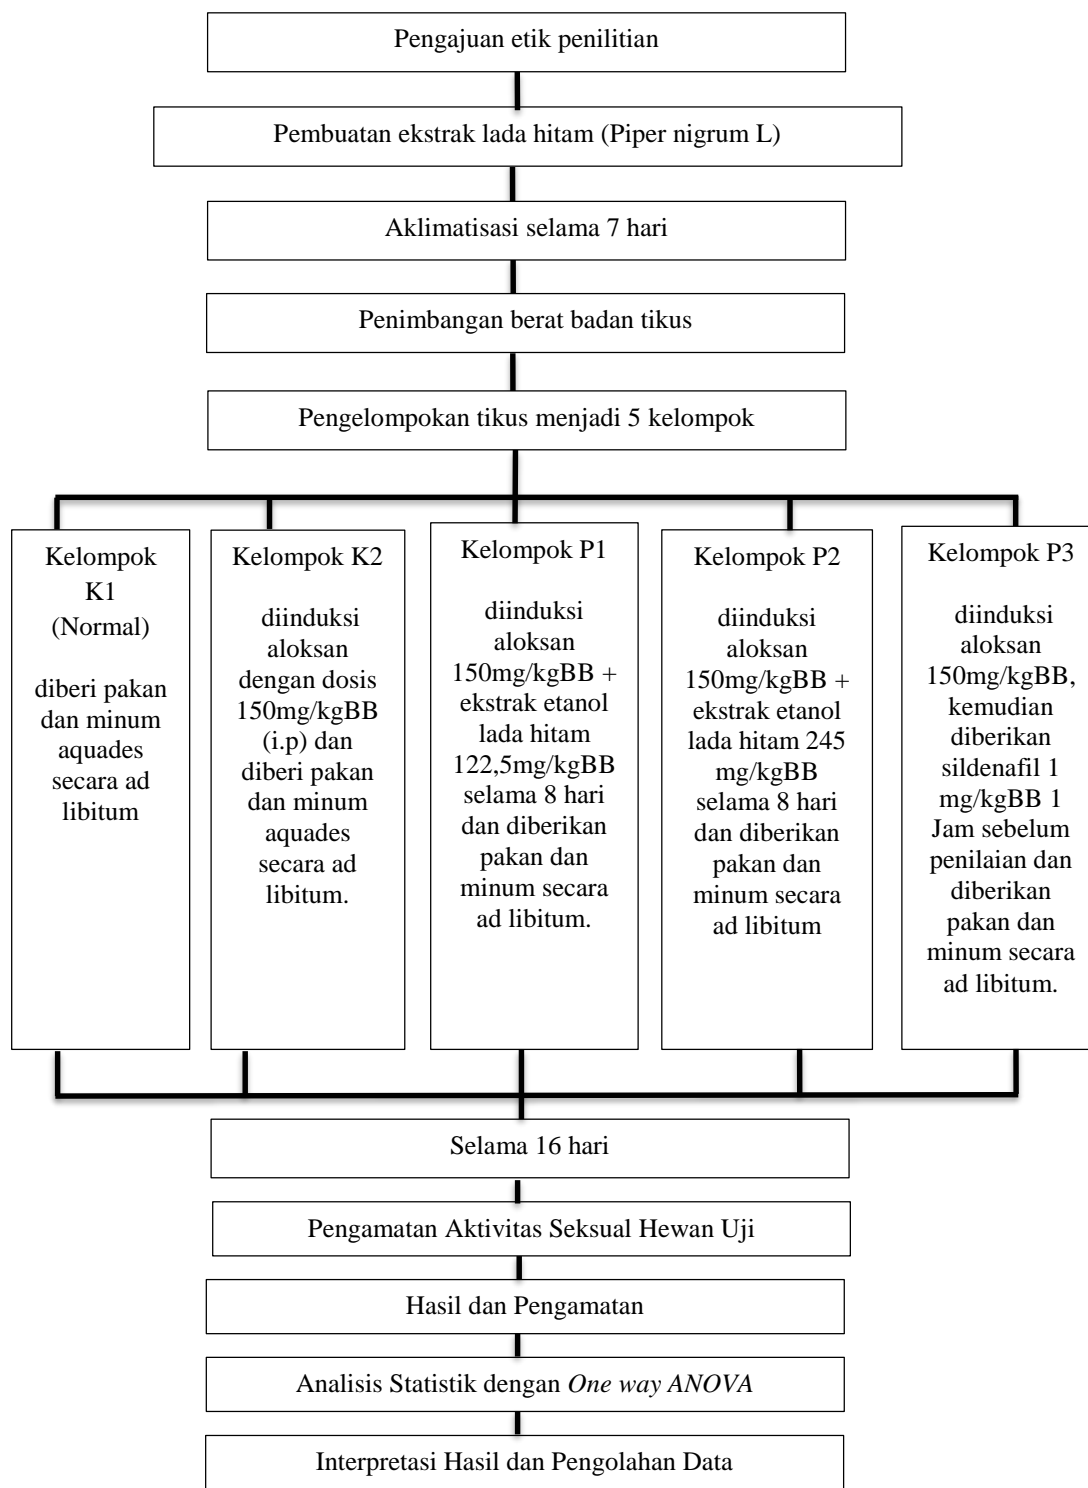 Pengajuan etik penilitian
Pembuatan ekstrak lada hitam (Piper nigrum L)
Aklimatisasi selama 7 hari
Penimbangan berat badan tikus
Pengelompokan tikus menjadi 5 kelompok
Kelompok
K1
(Normal)
diberi pakan
dan minum
aquades
secara ad
libitum
Kelompok K2
diinduksi
aloksan
dengan dosis
150mg/kgBB
(i.p) dan
diberi pakan
dan minum
aquades
secara ad
libitum.
Kelompok P1
diinduksi
aloksan
150mg/kgBB +
ekstrak etanol
lada hitam
122,5mg/kgBB
selama 8 hari
dan diberikan
pakan dan
minum secara
ad libitum.
Kelompok P2
diinduksi
aloksan
150mg/kgBB +
ekstrak etanol
lada hitam 245
mg/kgBB
selama 8 hari
dan diberikan
pakan dan
minum secara
ad libitum
Kelompok P3
diinduksi
aloksan
150mg/kgBB,
kemudian
diberikan
sildenafil 1
mg/kgBB 1
Jam sebelum
penilaian dan
diberikan
pakan dan
minum secara
ad libitum.
Selama 16 hari
Pengamatan Aktivitas Seksual Hewan Uji
Hasil dan Pengamatan
Analisis Statistik dengan One way ANOVA
Interpretasi Hasil dan Pengolahan Data